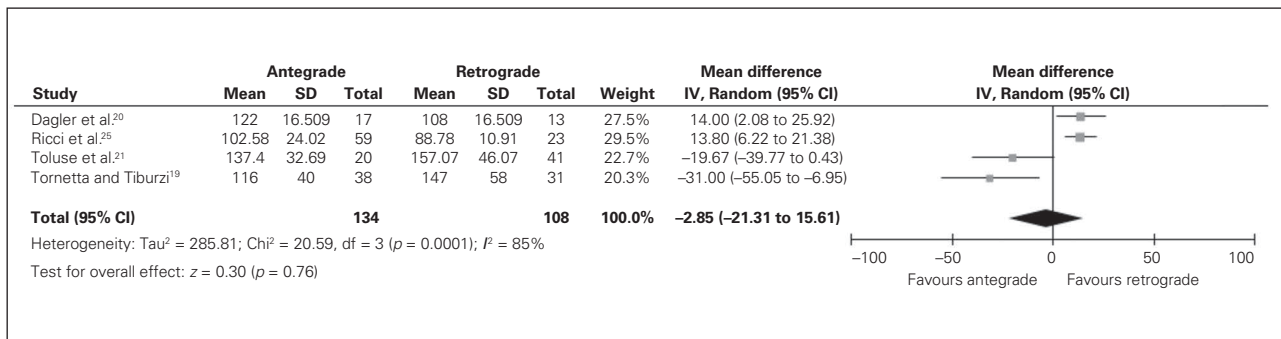 Antegrade Retrograde Mean difference Mean difference
Study Mean SD Total Mean SD Total Weight IV, Random (95% CI) IV, Random (95% CI)
Dagler et al.²⁰ 122 16.509 17 108 16.509 13 27.5% 14.00 (2.08 to 25.92)
Ricci et al.²⁵ 102.58 24.02 59 88.78 10.91 23 29.5% 13.80 (6.22 to 21.38)
Toluse et al.²¹ 137.4 32.69 20 157.07 46.07 41 22.7% –19.67 (–39.77 to 0.43)
Tornetta and Tiburzi¹⁹ 116 40 38 147 58 31 20.3% –31.00 (–55.05 to –6.95)
Total (95% CI) 134 108 100.0% –2.85 (–21.31 to 15.61)
Heterogeneity: Tau² = 285.81; Chi² = 20.59, df = 3 (p = 0.0001); I² = 85%
Test for overall effect: z = 0.30 (p = 0.76)
–100 –50 0 50 100
Favours antegrade Favours retrograde